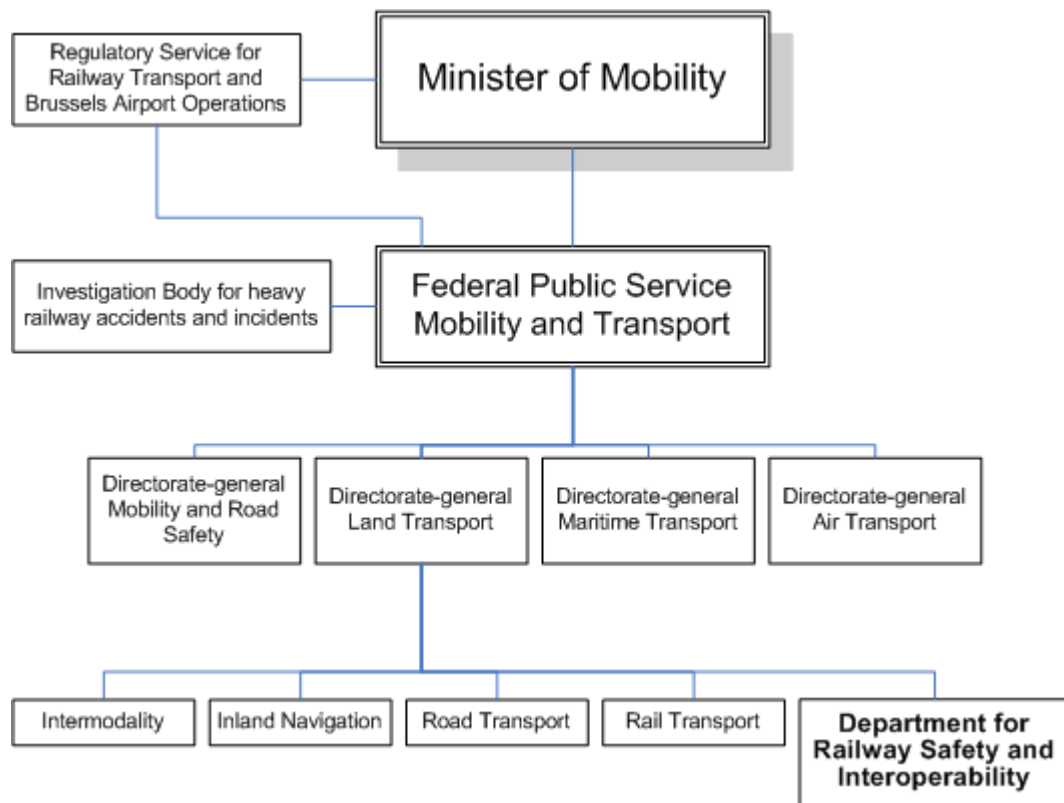 Regulatory Service for
Railway Transport and
Brussels Airport Operations
Minister of Mobility
Investigation Body for heavy
railway accidents and incidents
Federal Public Service
Mobility and Transport
Directorate-general
Mobility and Road
Safety
Directorate-general
Land Transport
Directorate-general
Maritime Transport
Directorate-general
Air Transport
Intermodality
Inland Navigation
Road Transport
Rail Transport
Department for
Railway Safety and
Interoperability